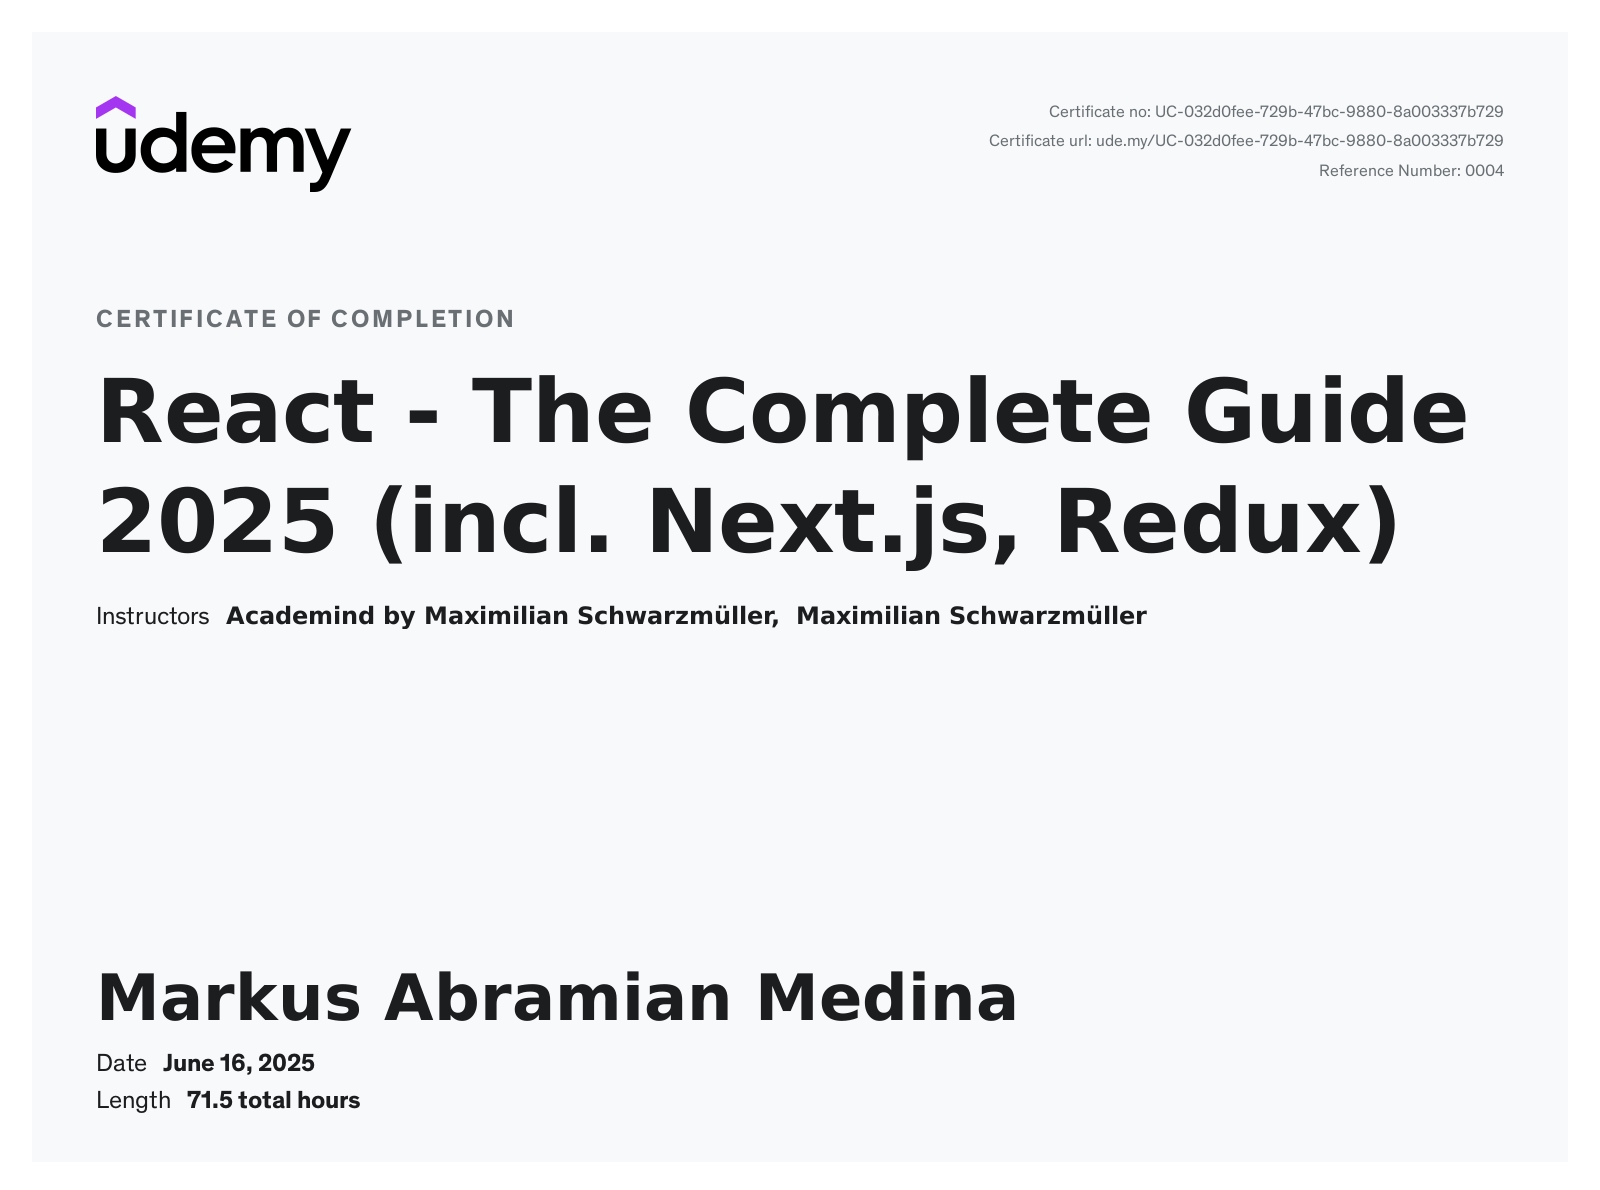 udemy
Certificate no: UC-032d0fee-729b-47bc-9880-8a003337b729
Certificate url: ude.my/UC-032d0fee-729b-47bc-9880-8a003337b729
Reference Number: 0004
CERTIFICATE OF COMPLETION
React - The Complete Guide
2025 (incl. Next.js, Redux)
Instructors Academind by Maximilian Schwarzmüller, Maximilian Schwarzmüller
Markus Abramian Medina
Date June 16, 2025
Length 71.5 total hours